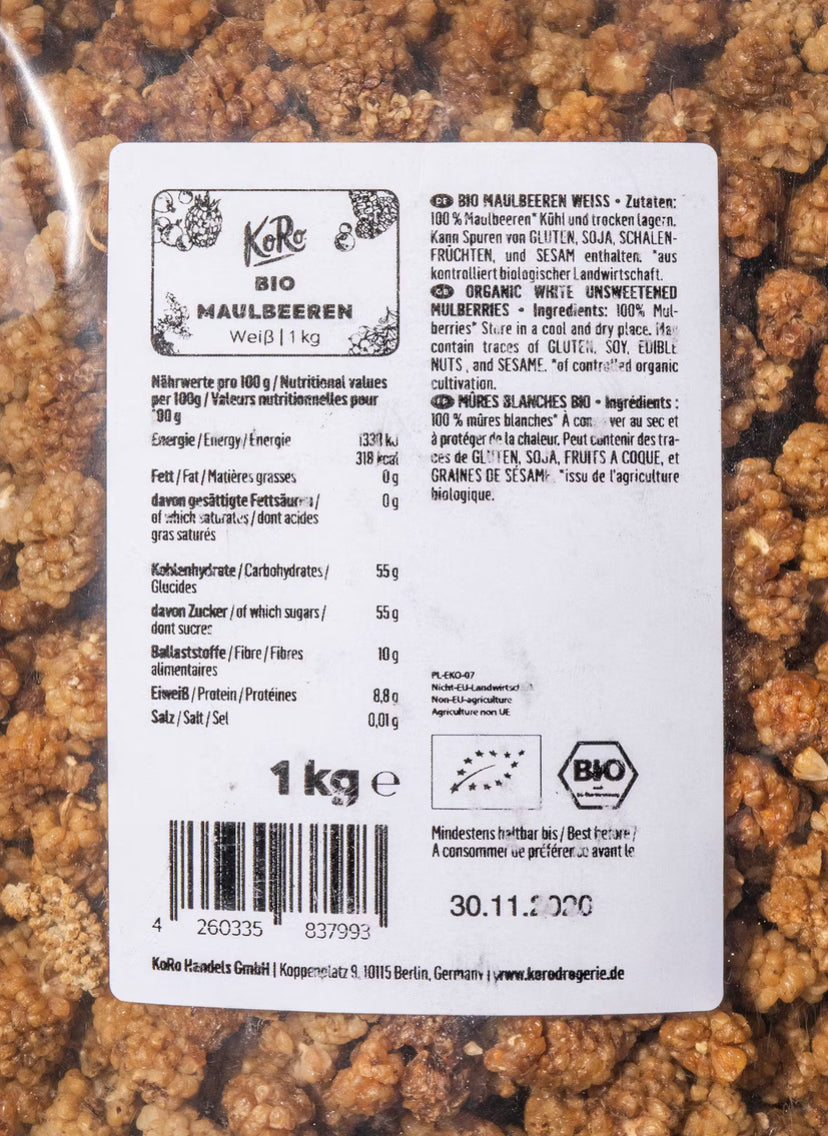 KoRo
BIO
MAULBEEREN
Weiß | 1 kg
Nährwerte pro 100 g / Nutritional values
per 100g / Valeurs nutritionnelles pour
100 g
Energie / Energy / Énergie 1331 kJ
318 kcal
Fett / Fat / Matières grasses 0 g
davon gesättigte Fettsäuren / 0 g
of which saturates / dont acides
gras saturés
Kohlenhydrate / Carbohydrates / 55 g
Glucides
davon Zucker / of which sugars / 55 g
dont sucres
Ballaststoffe / Fibre / Fibres 10 g
alimentaires
Eiweiß / Protein / Protéines 8,8 g
Salz / Salt / Sel 0,01 g
1 kg e
4 260335 837993
DE BIO MAULBEEREN WEISS • Zutaten:
100 % Maulbeeren* Kühl und trocken lagern.
Kann Spuren von GLUTEN, SOJA, SCHALEN-
FRÜCHTEN, und SESAM enthalten. *aus
kontrolliert biologischer Landwirtschaft.
GB ORGANIC WHITE UNSWEETENED
MULBERRIES • Ingredients: 100% Mul-
berries* Store in a cool and dry place. May
contain traces of GLUTEN, SOY, EDIBLE
NUTS , and SESAME. *of controlled organic
cultivation.
MÛRES BLANCHES BIO • Ingrédients :
100 % mûres blanches* À conserver au sec et
à protéger de la chaleur. Peut contenir des tra-
ces de GLUTEN, SOJA, FRUITS A COQUE, et
GRAINES DE SÉSAME *issu de l'agriculture
biologique.
PL-EKO-07
Nicht-EU-Landwirtschaft
Non-EU-agriculture
Agriculture non UE
BIO
Mindestens haltbar bis / Best before /
A consommer de préférence avant le
30.11.2020
KoRo Handels GmbH | Koppenplatz 9, 10115 Berlin, Germany | www.korodrogerie.de